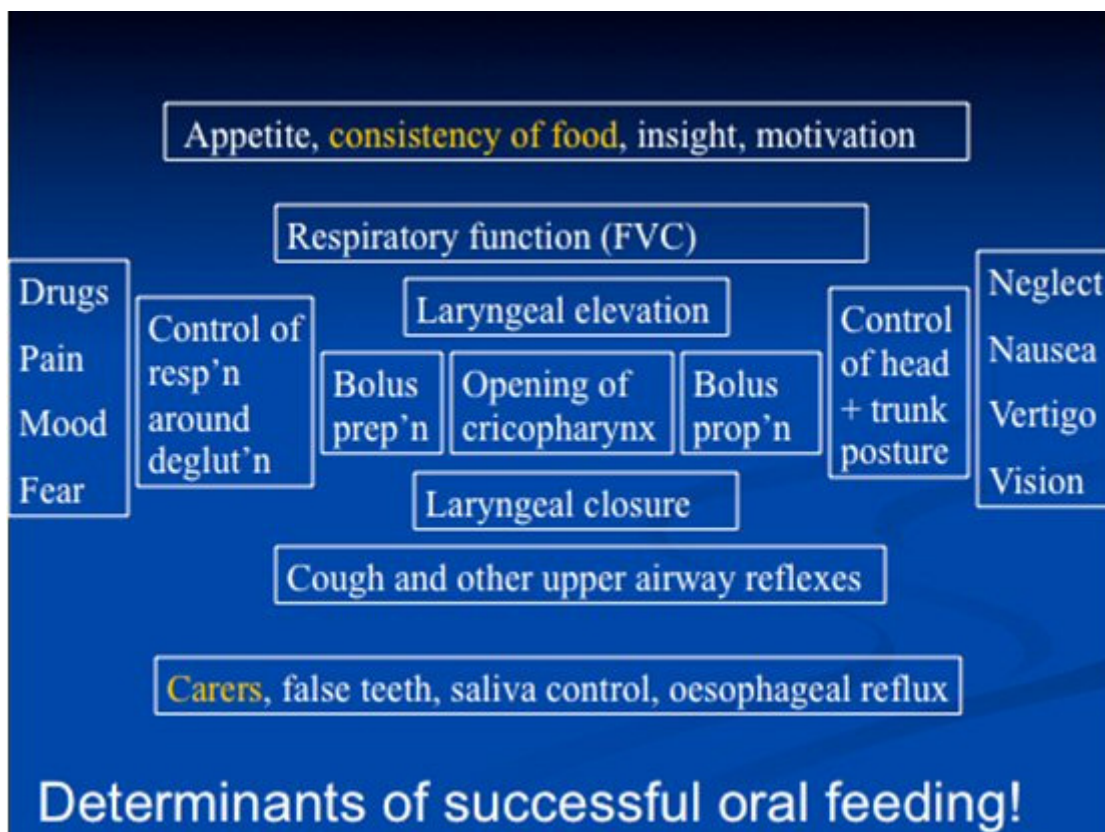 Appetite, consistency of food, insight, motivation
Respiratory function (FVC)
Drugs
Pain
Mood
Fear
Control of
resp’n
around
deglut’n
Laryngeal elevation
Bolus
prep’n
Opening of
cricopharynx
Bolus
prop’n
Laryngeal closure
Control
of head
+ trunk
posture
Neglect
Nausea
Vertigo
Vision
Cough and other upper airway reflexes
Carers, false teeth, saliva control, oesophageal reflux
Determinants of successful oral feeding!